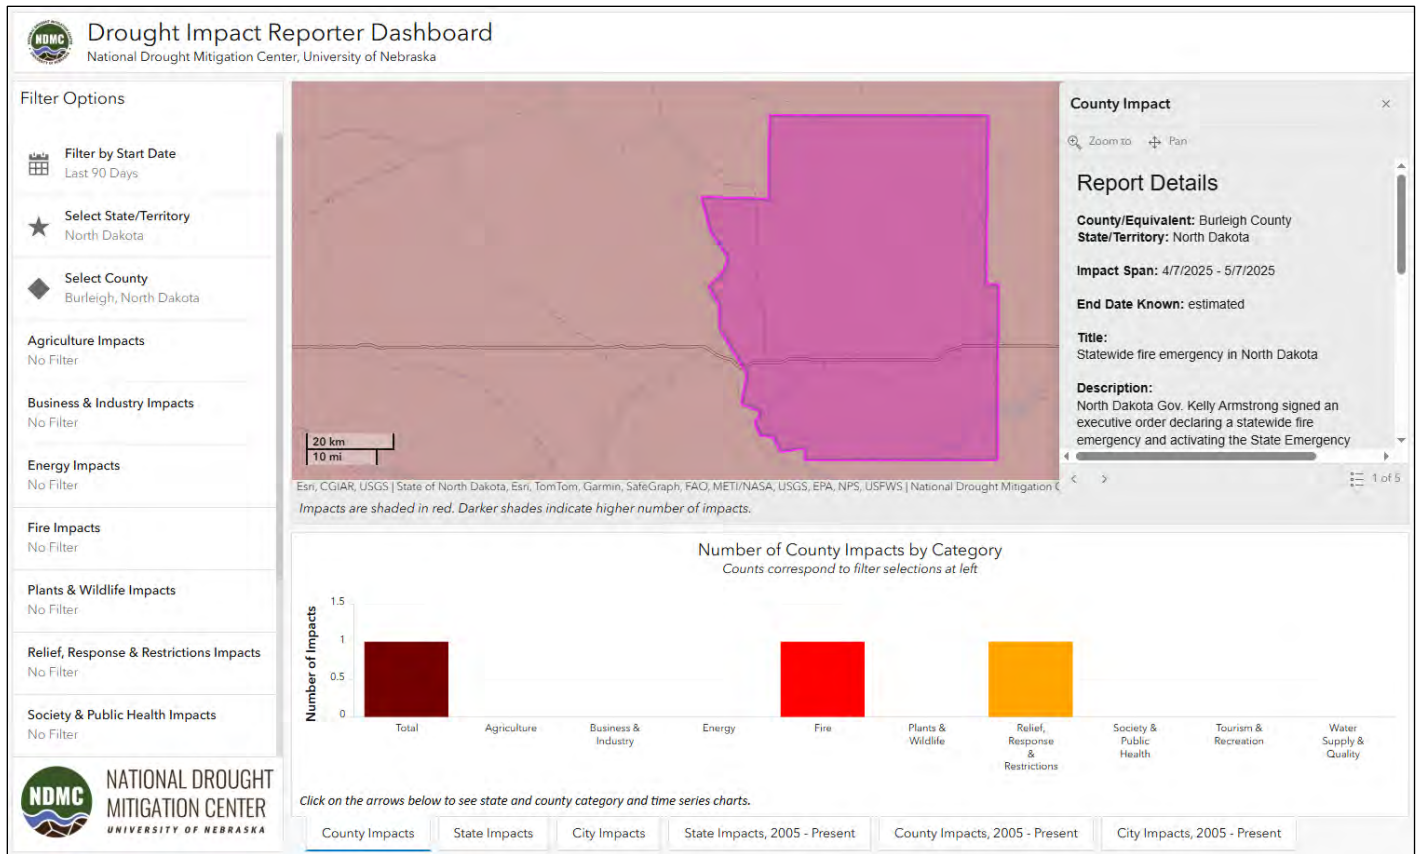 NDMC
Drought Impact Reporter Dashboard
National Drought Mitigation Center, University of Nebraska
Filter Options
Filter by Start Date
Last 90 Days
Select State/Territory
North Dakota
Select County
Burleigh, North Dakota
Agriculture Impacts
No Filter
Business & Industry Impacts
No Filter
Energy Impacts
No Filter
Fire Impacts
No Filter
Plants & Wildlife Impacts
No Filter
Relief, Response & Restrictions Impacts
No Filter
Society & Public Health Impacts
No Filter
NDMC
NATIONAL DROUGHT
MITIGATION CENTER
UNIVERSITY OF NEBRASKA
20 km
10 mi
Esri, CGIAR, USGS | State of North Dakota, Esri, TomTom, Garmin, SafeGraph, FAO, METI/NASA, USGS, EPA, NPS, USFWS | National Drought Mitigation C
Impacts are shaded in red. Darker shades indicate higher number of impacts.
County Impact
Zoom to
Pan
Report Details
County/Equivalent: Burleigh County
State/Territory: North Dakota
Impact Span: 4/7/2025 - 5/7/2025
End Date Known: estimated
Title:
Statewide fire emergency in North Dakota
Description:
North Dakota Gov. Kelly Armstrong signed an
executive order declaring a statewide fire
emergency and activating the State Emergency
1 of 5
Number of County Impacts by Category
Counts correspond to filter selections at left
Number of Impacts
1.5
1
0.5
0
Total
Agriculture
Business &
Industry
Energy
Fire
Plants &
Wildlife
Relief,
Response
&
Restrictions
Society &
Public
Health
Tourism &
Recreation
Water
Supply &
Quality
Click on the arrows below to see state and county category and time series charts.
County Impacts
State Impacts
City Impacts
State Impacts, 2005 - Present
County Impacts, 2005 - Present
City Impacts, 2005 - Present